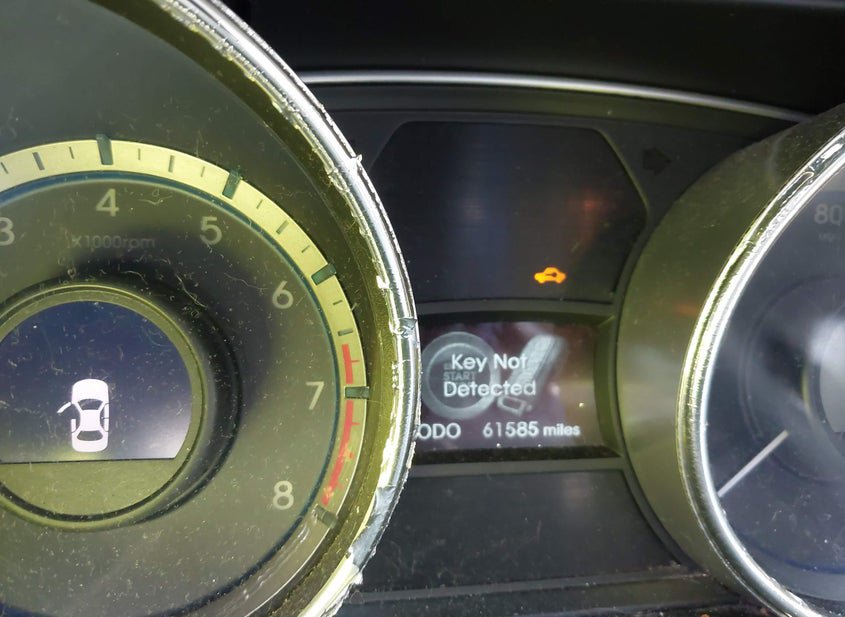 3
4
5
6
7
8
X1000rpm
80
START
Key Not
Detected
ODO 61585 miles